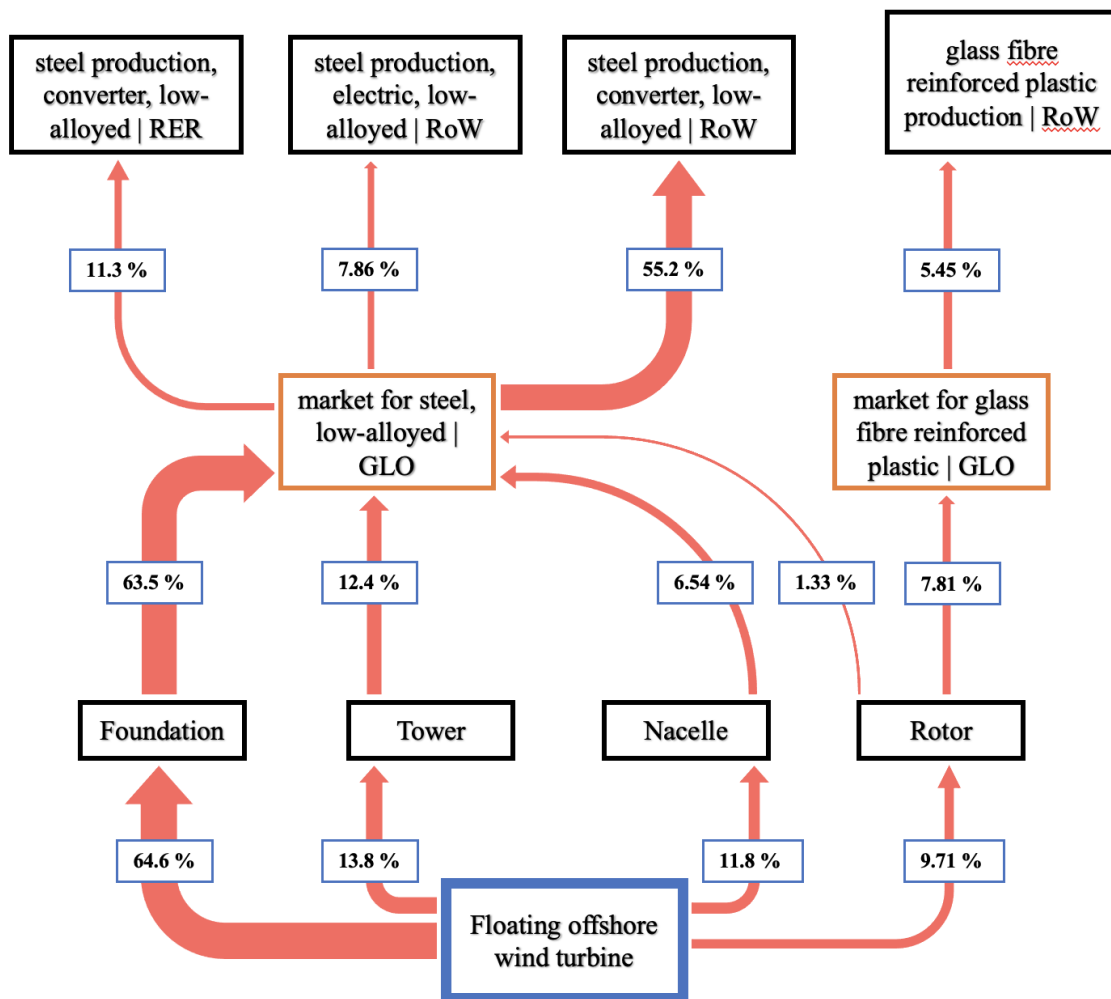 steel production,
converter, low-
alloyed | RER
steel production,
electric, low-
alloyed | RoW
steel production,
converter, low-
alloyed | RoW
glass fibre
reinforced plastic
production | RoW
11.3 %
7.86 %
55.2 %
5.45 %
market for steel,
low-alloyed |
GLO
market for glass
fibre reinforced
plastic | GLO
63.5 %
12.4 %
6.54 %
1.33 %
7.81 %
Foundation
Tower
Nacelle
Rotor
64.6 %
13.8 %
11.8 %
9.71 %
Floating offshore
wind turbine